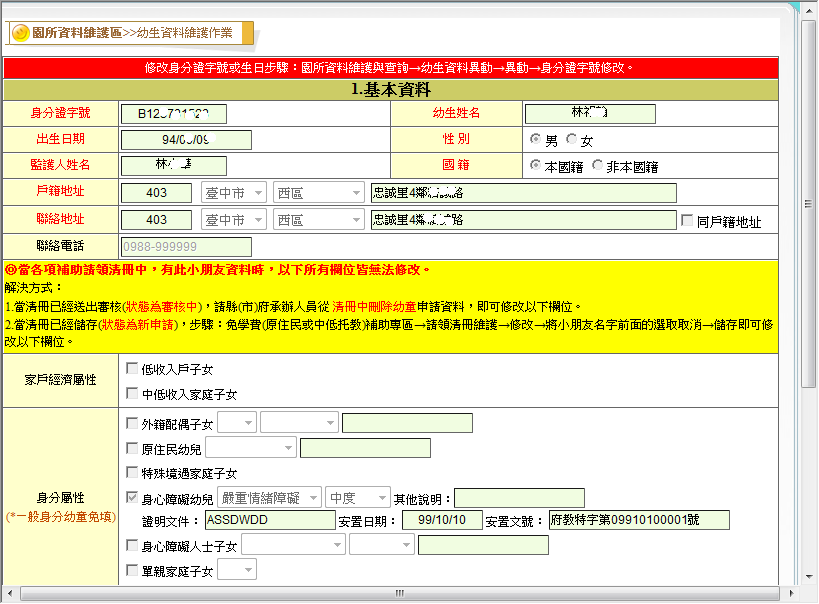 園所資料維護區>>幼生資料維護作業
修改身分證字號或生日步驟：園所資料維護與查詢→幼生資料異動→異動→身分證字號修改。
1.基本資料
身分證字號
幼生姓名 林
出生日期 94/ /09
性別 男 女
監護人姓名 林
國籍 本國籍 非本國籍
戶籍地址 403 臺中市 西區 忠誠里4鄰 路
聯絡地址 403 臺中市 西區 忠誠里4鄰 路 同戶籍地址
聯絡電話 0988-999999
◎當各項補助請領清冊中，有此小朋友資料時，以下所有欄位皆無法修改。
解決方式：
1.當清冊已經送出審核(狀態為審核中)，請縣(市)府承辦人員從 清冊中刪除幼童申請資料，即可修改以下欄位。
2.當清冊已經儲存(狀態為新申請)，步驟：免學費(原住民或中低托教)補助專區→請領清冊維護→修改→將小朋友名字前面的選取取消→儲存即可修
改以下欄位。
家戶經濟屬性
低收入戶子女
中低收入家庭子女
身分屬性
(*一般身分幼童免填)
外籍配偶子女
原住民幼兒
特殊境遇家庭子女
身心障礙幼兒 嚴重情緒障礙 中度 其他說明：
證明文件：ASSDWDD 安置日期：99/10/10 安置文號：府教特字第09910100001號
身心障礙人士子女
單親家庭子女